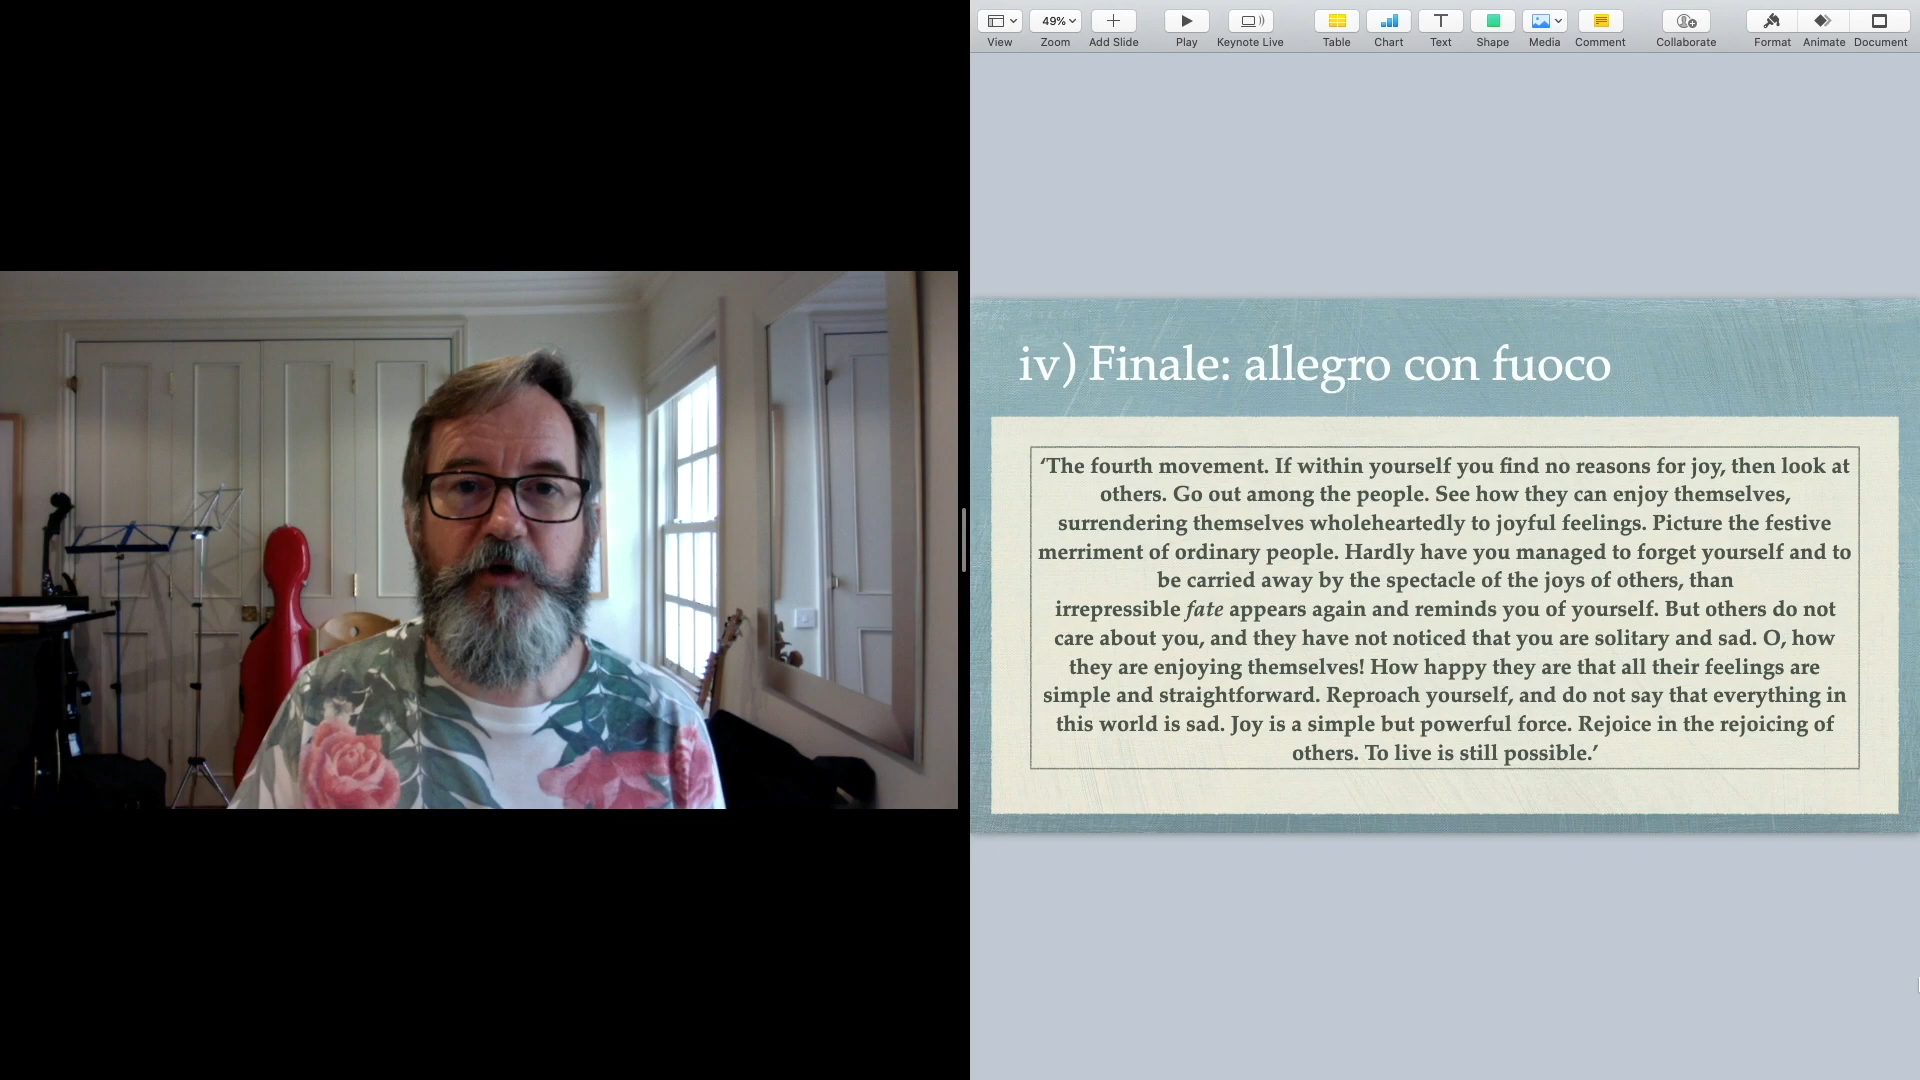 49%
View
Zoom
Add Slide
Play
Keynote Live
Table
Chart
Text
Shape
Media
Comment
Collaborate
Format
Animate
Document
iv) Finale: allegro con fuoco
‘The fourth movement. If within yourself you find no reasons for joy, then look at
others. Go out among the people. See how they can enjoy themselves,
surrendering themselves wholeheartedly to joyful feelings. Picture the festive
merriment of ordinary people. Hardly have you managed to forget yourself and to
be carried away by the spectacle of the joys of others, than
irrepressible fate appears again and reminds you of yourself. But others do not
care about you, and they have not noticed that you are solitary and sad. O, how
they are enjoying themselves! How happy they are that all their feelings are
simple and straightforward. Reproach yourself, and do not say that everything in
this world is sad. Joy is a simple but powerful force. Rejoice in the rejoicing of
others. To live is still possible.’